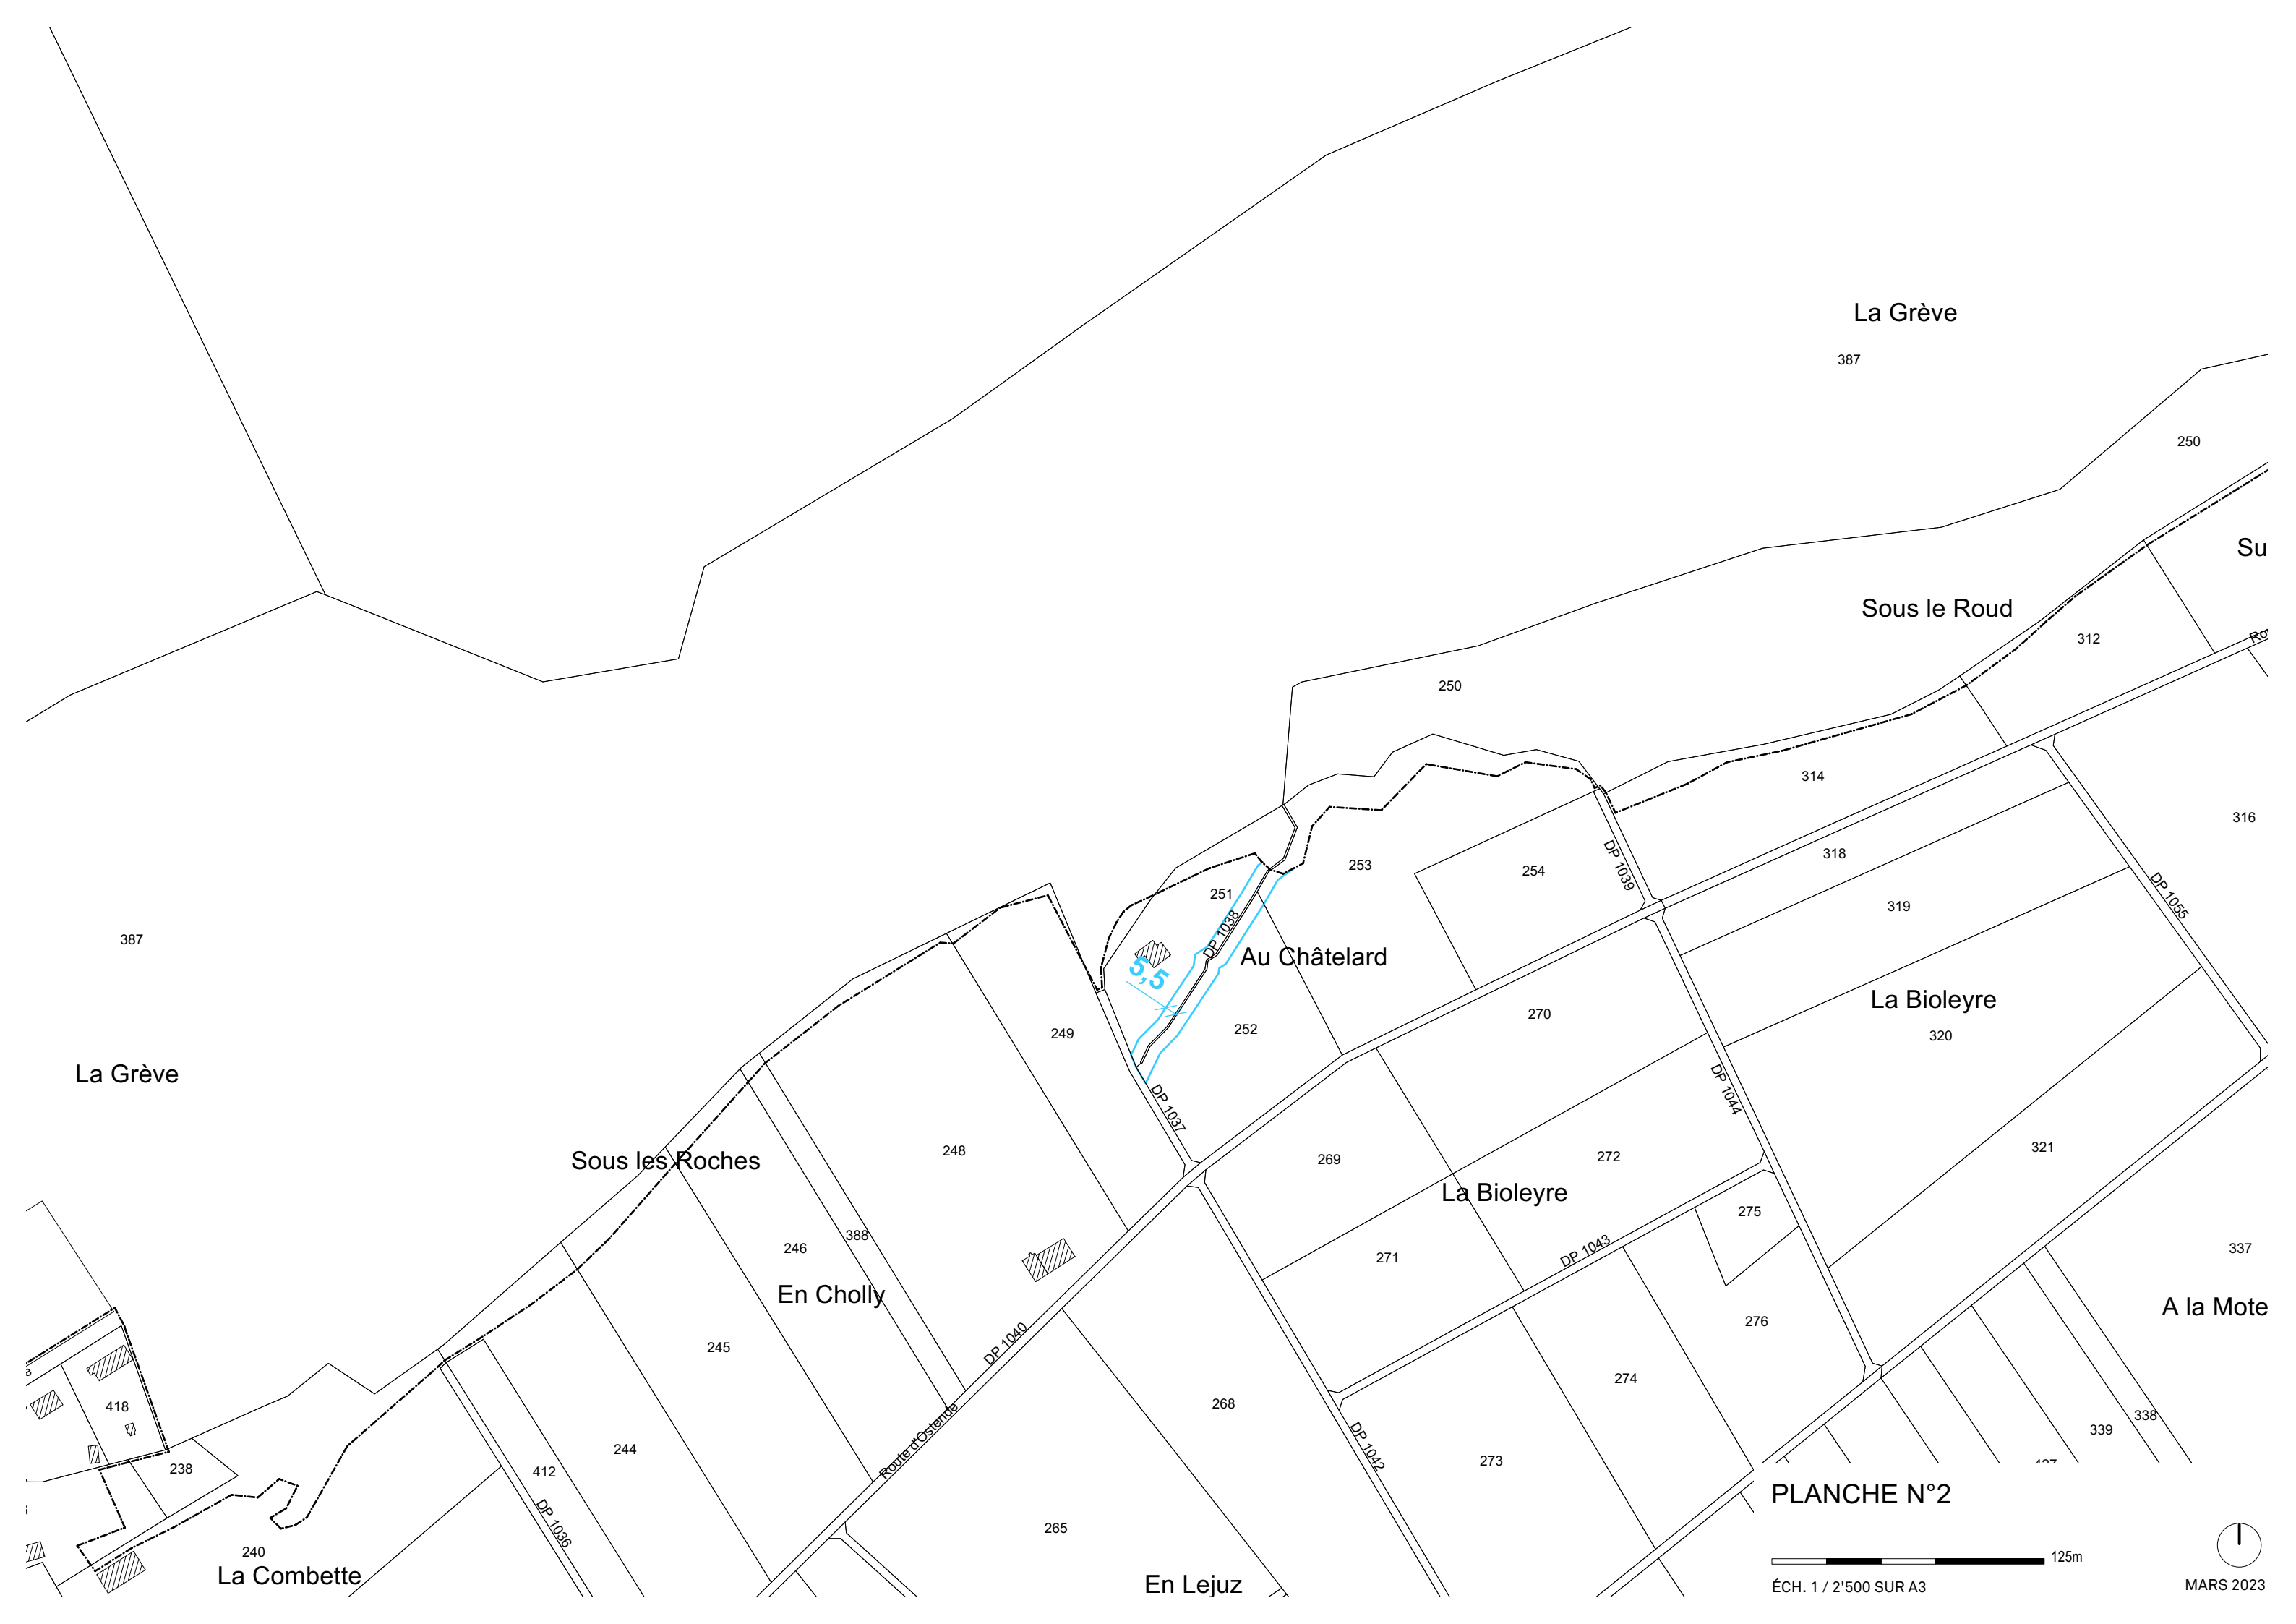 La Grève
387
250
Su
Sous le Roud
312
250
314
316
318
253
254
DP 1039
DP 1055
251
319
DP 1038
387
Au Châtelard
5,5
La Bioleyre
270
252
249
320
La Grève
DP 1044
DP 1037
321
248
Sous les Roches
269
272
La Bioleyre
275
388
246
DP 1043
271
337
En Cholly
A la Mote
276
DP 1040
245
274
268
418
338
339
Route d'Ostende
DP 1042
244
273
238
412
PLANCHE N°2
DP 1036
265
240
125m
La Combette
En Lejuz
ÉCH. 1 / 2'500 SUR A3
MARS 2023